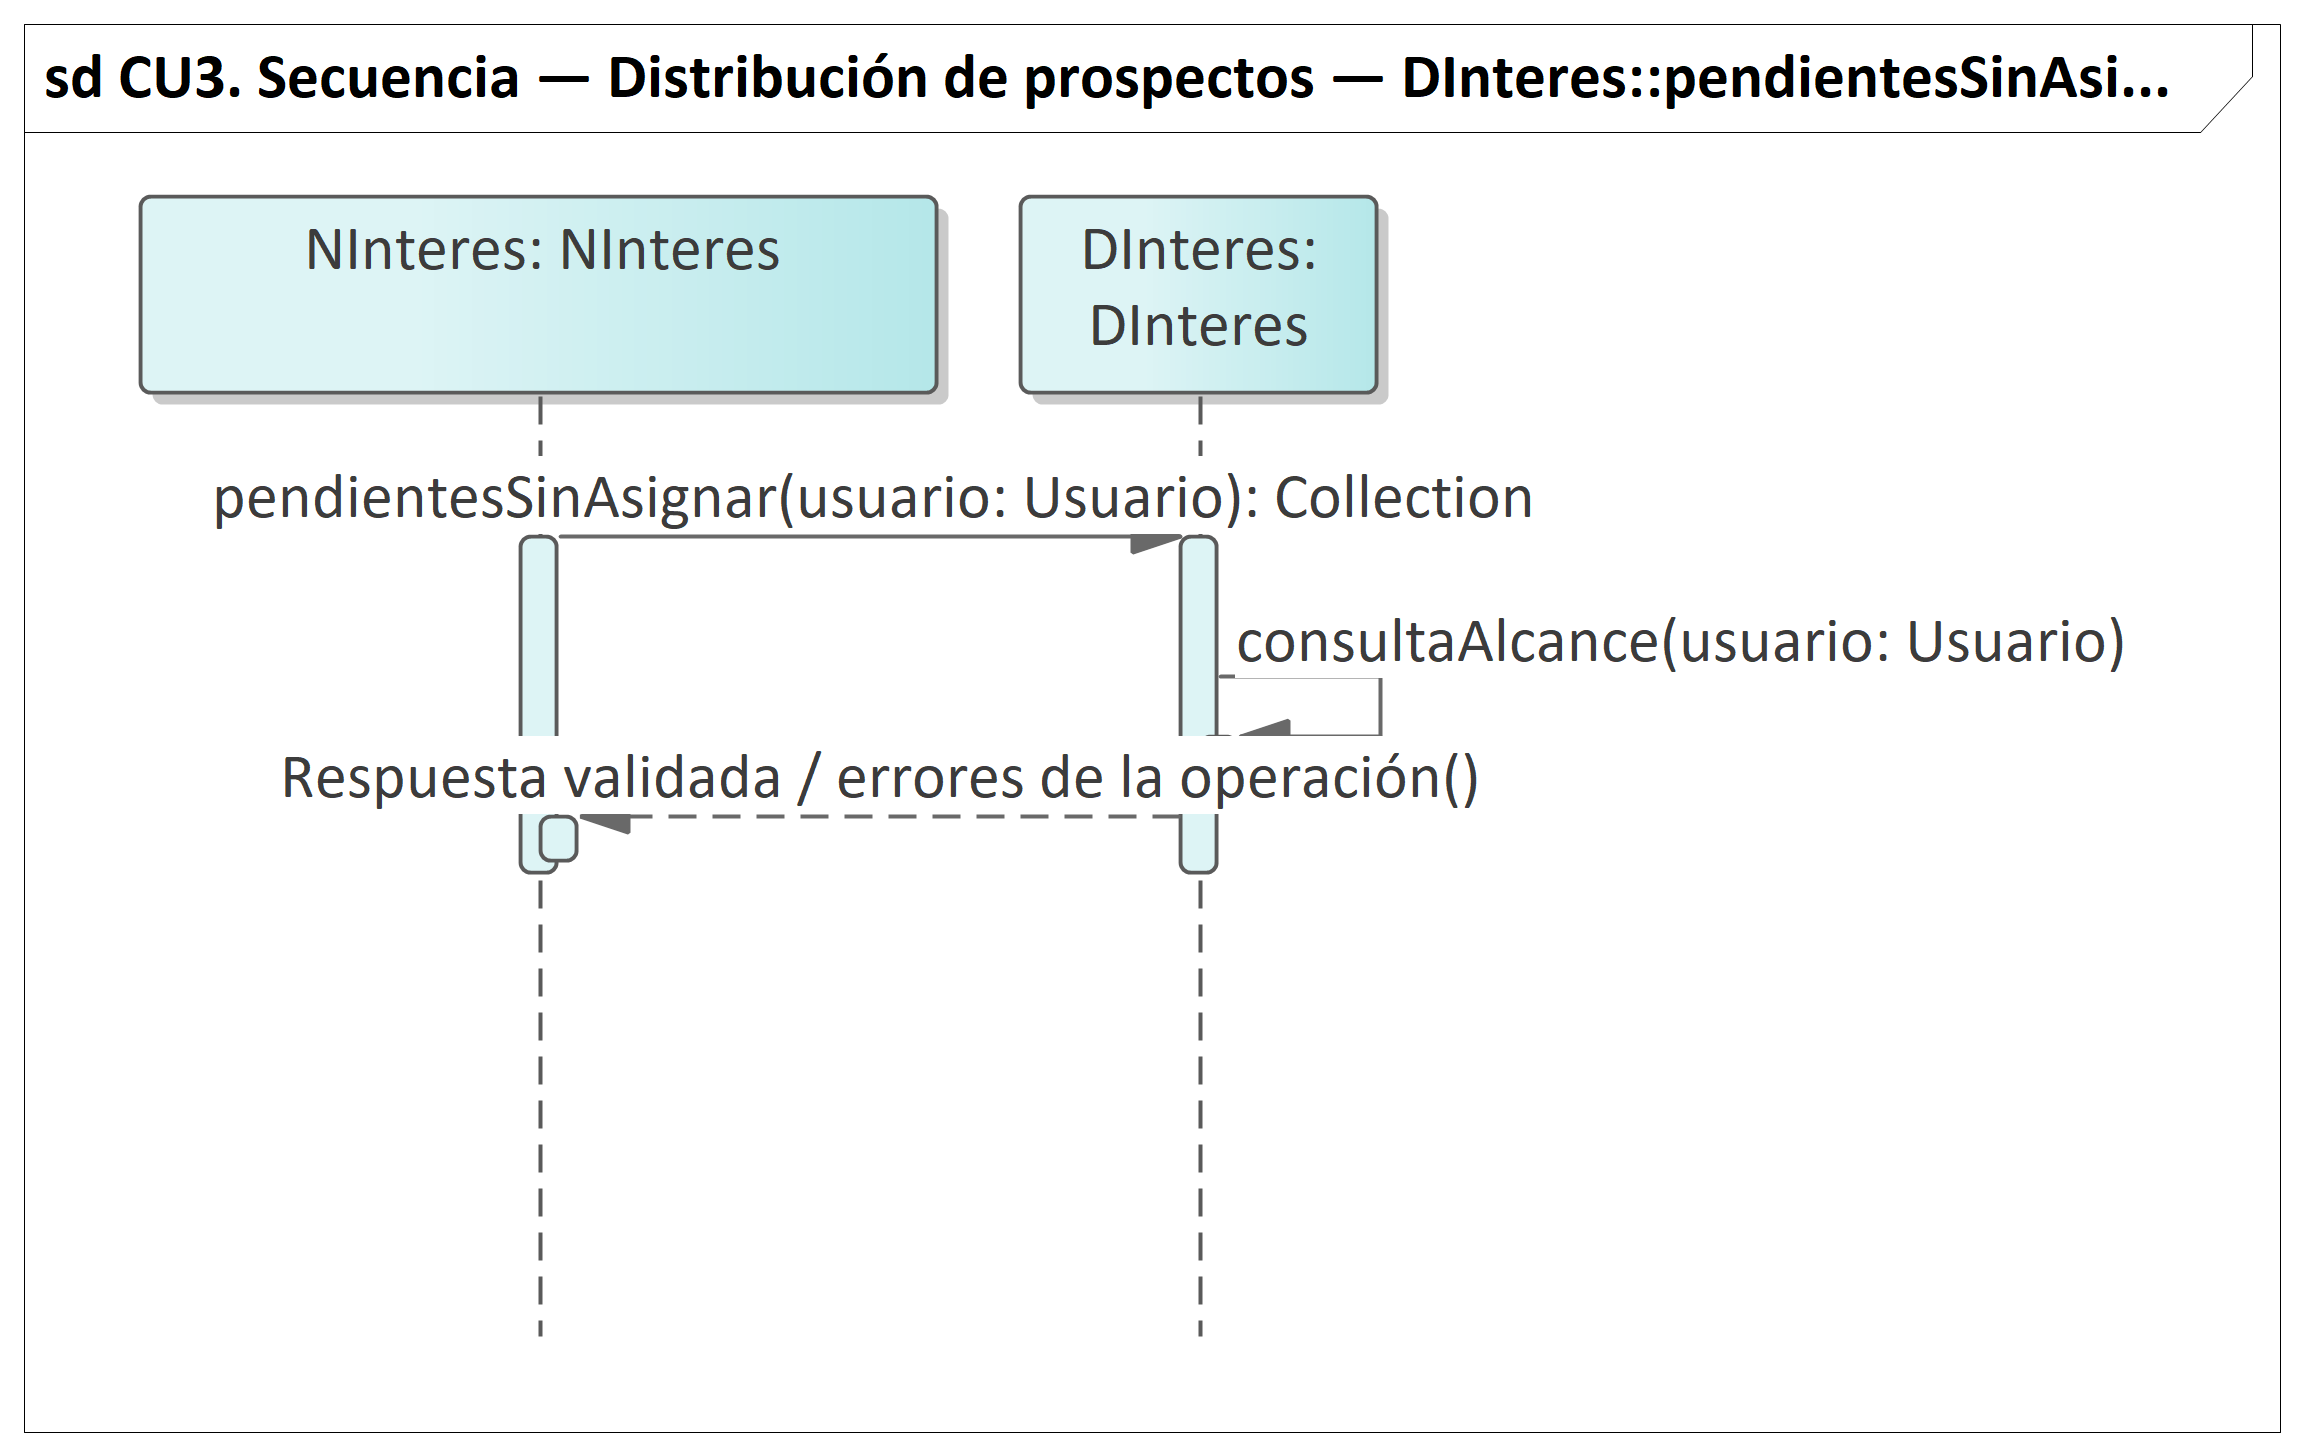 sd CU3. Secuencia — Distribución de prospectos — DInteres::pendientesSinAsi...
NInteres: NInteres
DInteres:
DInteres
pendientesSinAsignar(usuario: Usuario): Collection
consultaAlcance(usuario: Usuario)
Respuesta validada / errores de la operación()